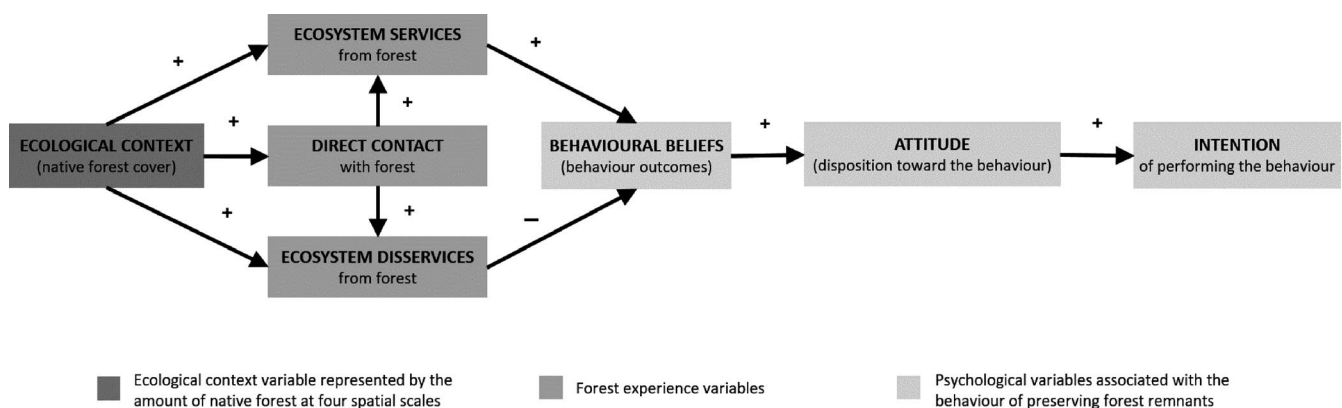 ECOSYSTEM SERVICES
from forest
+
+
+
ECOLOGICAL CONTEXT
(native forest cover)
+
DIRECT CONTACT
with forest
BEHAVIOURAL BELIEFS
(behaviour outcomes)
+
ATTITUDE
(disposition toward the behaviour)
+
INTENTION
of performing the behaviour
+
+
–
ECOSYSTEM DISSERVICES
from forest
Ecological context variable represented by the
amount of native forest at four spatial scales
Forest experience variables
Psychological variables associated with the
behaviour of preserving forest remnants